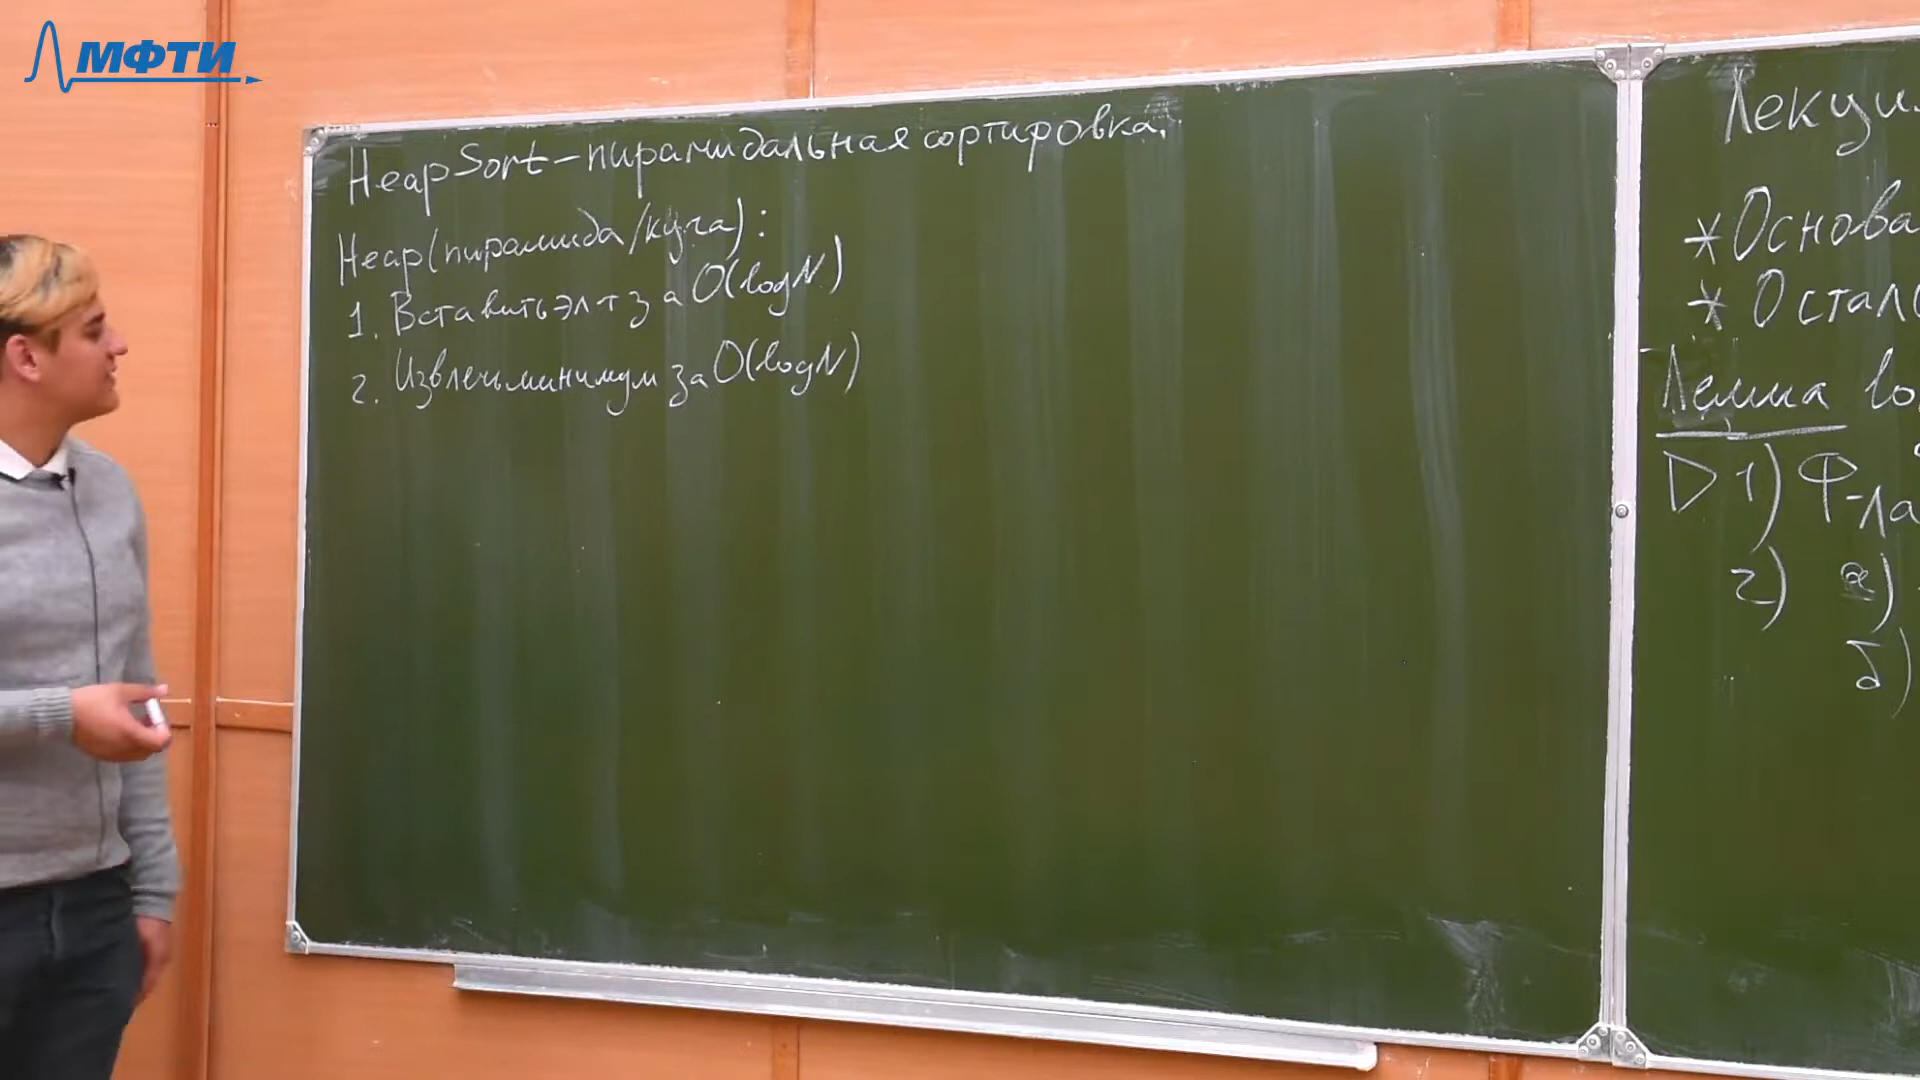 МФТИ
HeapSort – пирамидальная сортировка.
Heap(пирамида/куча):
1. Вставить эл-т за O(logN)
2. Извлечь минимум за O(logN)
Лекци
* Основа
* Остал
Лемма
D 1) Ф-ла
2) а)
б)